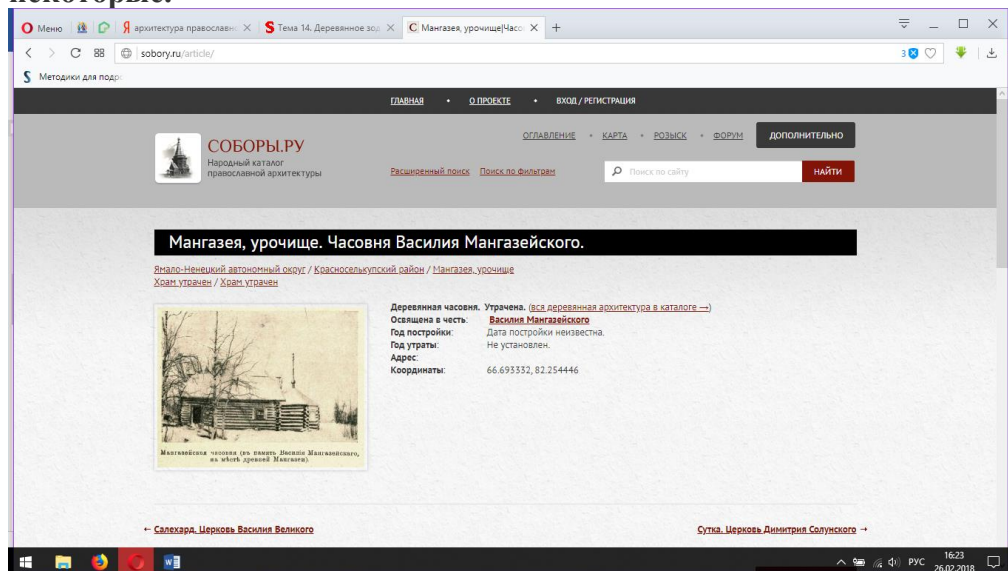 некоторые.
Меню
архитектура православн
Тема 14. Деревянное зод
Мангазея, урочище|Часо
sobory.ru/article/
3
Методики для подр
ГЛАВНАЯ • О ПРОЕКТЕ • ВХОД / РЕГИСТРАЦИЯ
ОГЛАВЛЕНИЕ • КАРТА • РОЗЫСК • ФОРУМ
ДОПОЛНИТЕЛЬНО
СОБОРЫ.РУ
Народный каталог
православной архитектуры
Расширенный поиск Поиск по фильтрам
Поиск по сайту
НАЙТИ
Мангазея, урочище. Часовня Василия Мангазейского.
Ямало-Ненецкий автономный округ / Красноселькупский район / Мангазея, урочище
Храм утрачен / Храм утрачен
Деревянная часовня. Утрачена. (вся деревянная архитектура в каталоге →)
Освящена в честь: Василия Мангазейского
Год постройки: Дата постройки неизвестна.
Год утраты: Не установлен.
Адрес:
Координаты: 66.693332, 82.254446
Мангазейская часовня (въ память Василія Мангазейскаго,
на мѣстѣ древней Мангазеи).
← Салехард. Церковь Василия Великого
Сутка. Церковь Димитрия Солунского →
РУС
16:23
26.02.2018